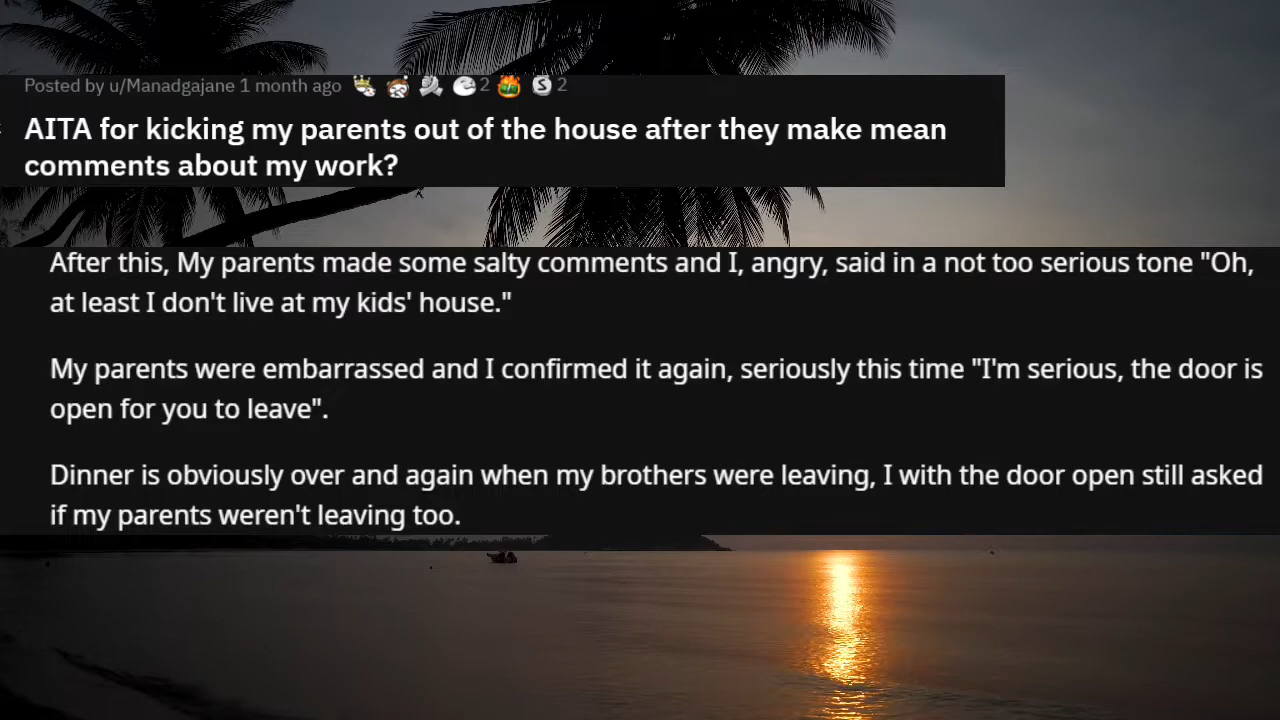 Posted by u/Manadgajane 1 month ago 2 2
AITA for kicking my parents out of the house after they make mean
comments about my work?
After this, My parents made some salty comments and I, angry, said in a not too serious tone "Oh,
at least I don't live at my kids' house."
My parents were embarrassed and I confirmed it again, seriously this time "I'm serious, the door is
open for you to leave".
Dinner is obviously over and again when my brothers were leaving, I with the door open still asked
if my parents weren't leaving too.